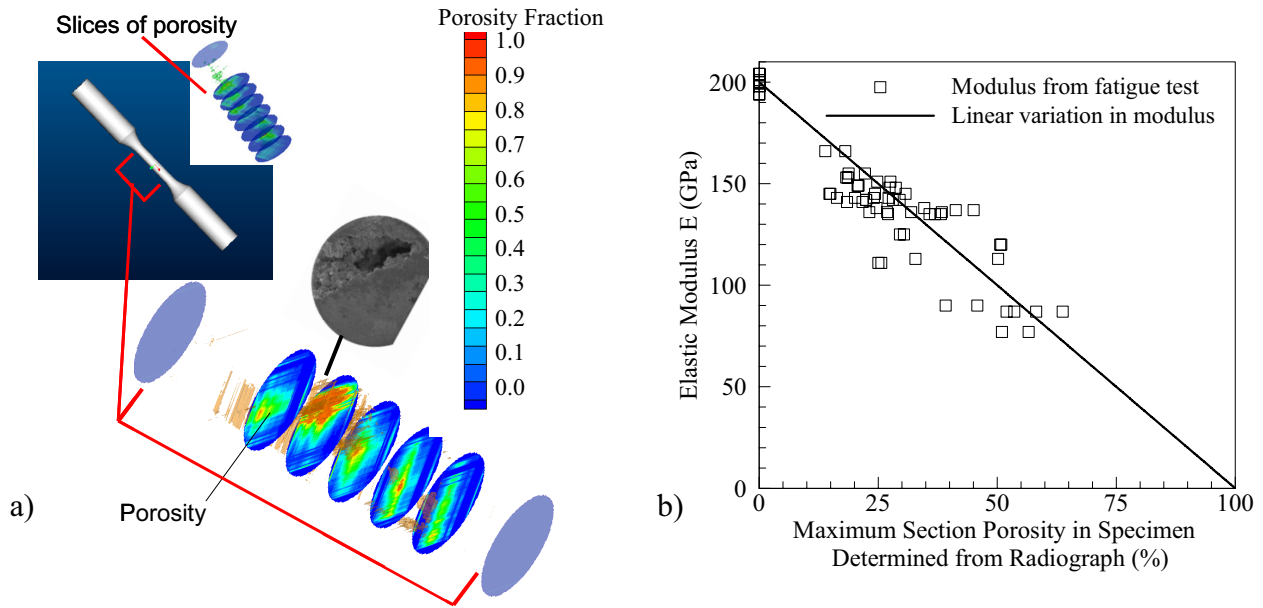 Slices of porosity
Porosity Fraction
1.0
0.9
0.8
0.7
0.6
0.5
0.4
0.3
0.2
0.1
0.0
Porosity
a)
Modulus from fatigue test
Linear variation in modulus
Elastic Modulus E (GPa)
200
150
100
50
0
0
25
50
75
100
Maximum Section Porosity in Specimen
Determined from Radiograph (%)
b)